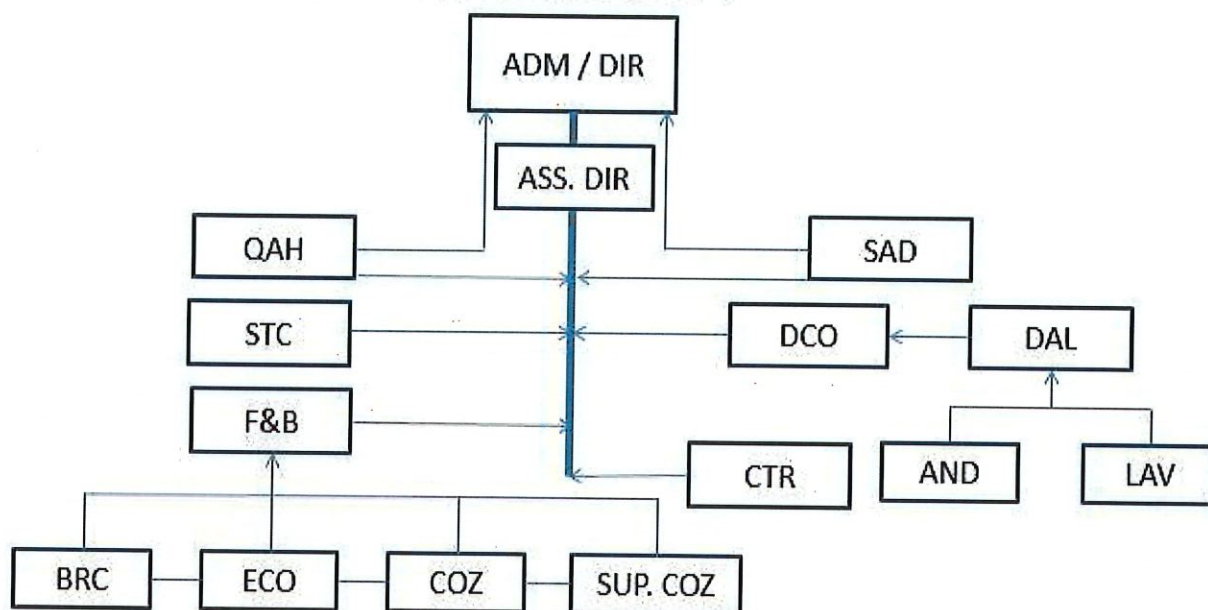 ADM / DIR
ASS. DIR
QAH
SAD
STC
DCO
DAL
F&B
CTR
AND
LAV
BRC
ECO
COZ
SUP. COZ